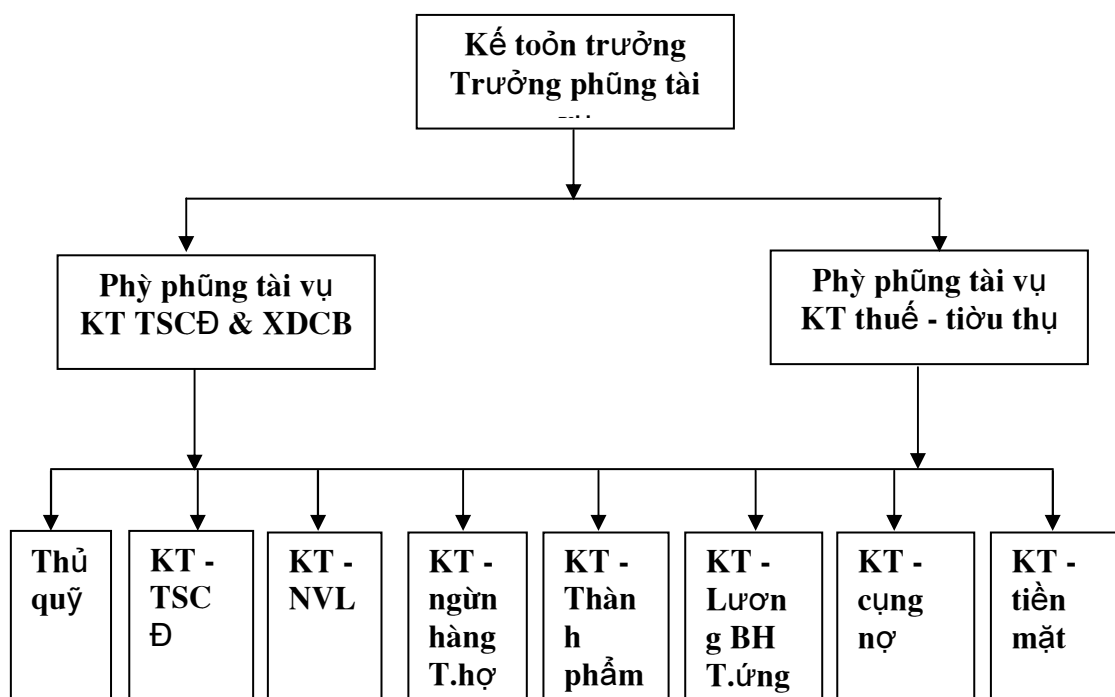 Kế toỏn trưởng
Trưởng phũng tài
Phỳ phũng tài vụ
KT TSCĐ & XDCB
Phỳ phũng tài vụ
KT thuế - tiờu thụ
Thủ
quỹ
KT -
TSC
Đ
KT -
NVL
KT -
ngừn
hàng
T.hợ
KT -
Thàn
h
phẩm
KT -
Lươn
g BH
T.ứng
KT -
cụng
nợ
KT -
tiền
mặt